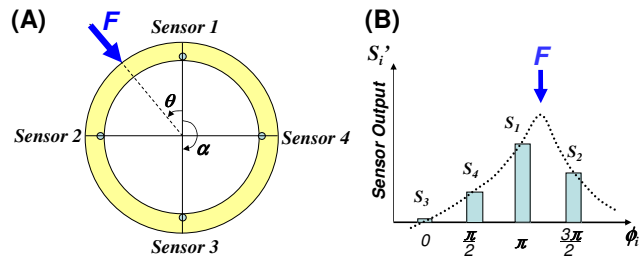 (A)
F
Sensor 1
θ
Sensor 2
Sensor 4
α
Sensor 3
(B)
Sᵢ’
F
Sensor Output
S₁
S₂
S₄
S₃
0
π/2
π
3π/2
ϕᵢ